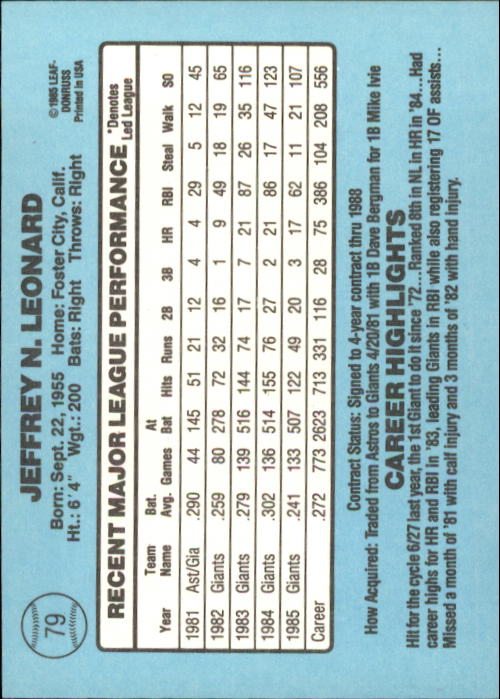 79
JEFFREY N. LEONARD
Born: Sept. 22, 1955 Home: Foster City, Calif.
Ht.: 6'4" Wgt.: 200 Bats: Right Throws: Right
©1985 LEAF-
DONRUSS
Printed in USA
RECENT MAJOR LEAGUE PERFORMANCE
*Denotes
Led League
Year Team Name Bat. Avg. Games At Bat Hits Runs 2B 3B HR RBI Steal Walk SO
1981 Ast/Gia .290 44 145 51 21 12 4 4 29 5 12 45
1982 Giants .259 80 278 72 32 16 1 9 49 18 19 65
1983 Giants .279 139 516 144 74 17 7 21 87 26 35 116
1984 Giants .302 136 514 155 76 27 2 21 86 17 47 123
1985 Giants .241 133 507 122 49 20 3 17 62 11 21 107
Career .272 773 2623 713 331 116 28 75 386 104 208 556
Contract Status: Signed to 4-year contract thru 1988
How Acquired: Traded from Astros to Giants 4/20/81 with 1B Dave Bergman for 1B Mike Ivie
CAREER HIGHLIGHTS
Hit for the cycle 6/27 last year, the 1st Giant to do it since '72...Ranked 8th in NL in HR in '84...Had
career highs for HR and RBI in '83, leading Giants in RBI while also registering 17 OF assists...
Missed a month of '81 with calf injury and 3 months of '82 with hand injury.